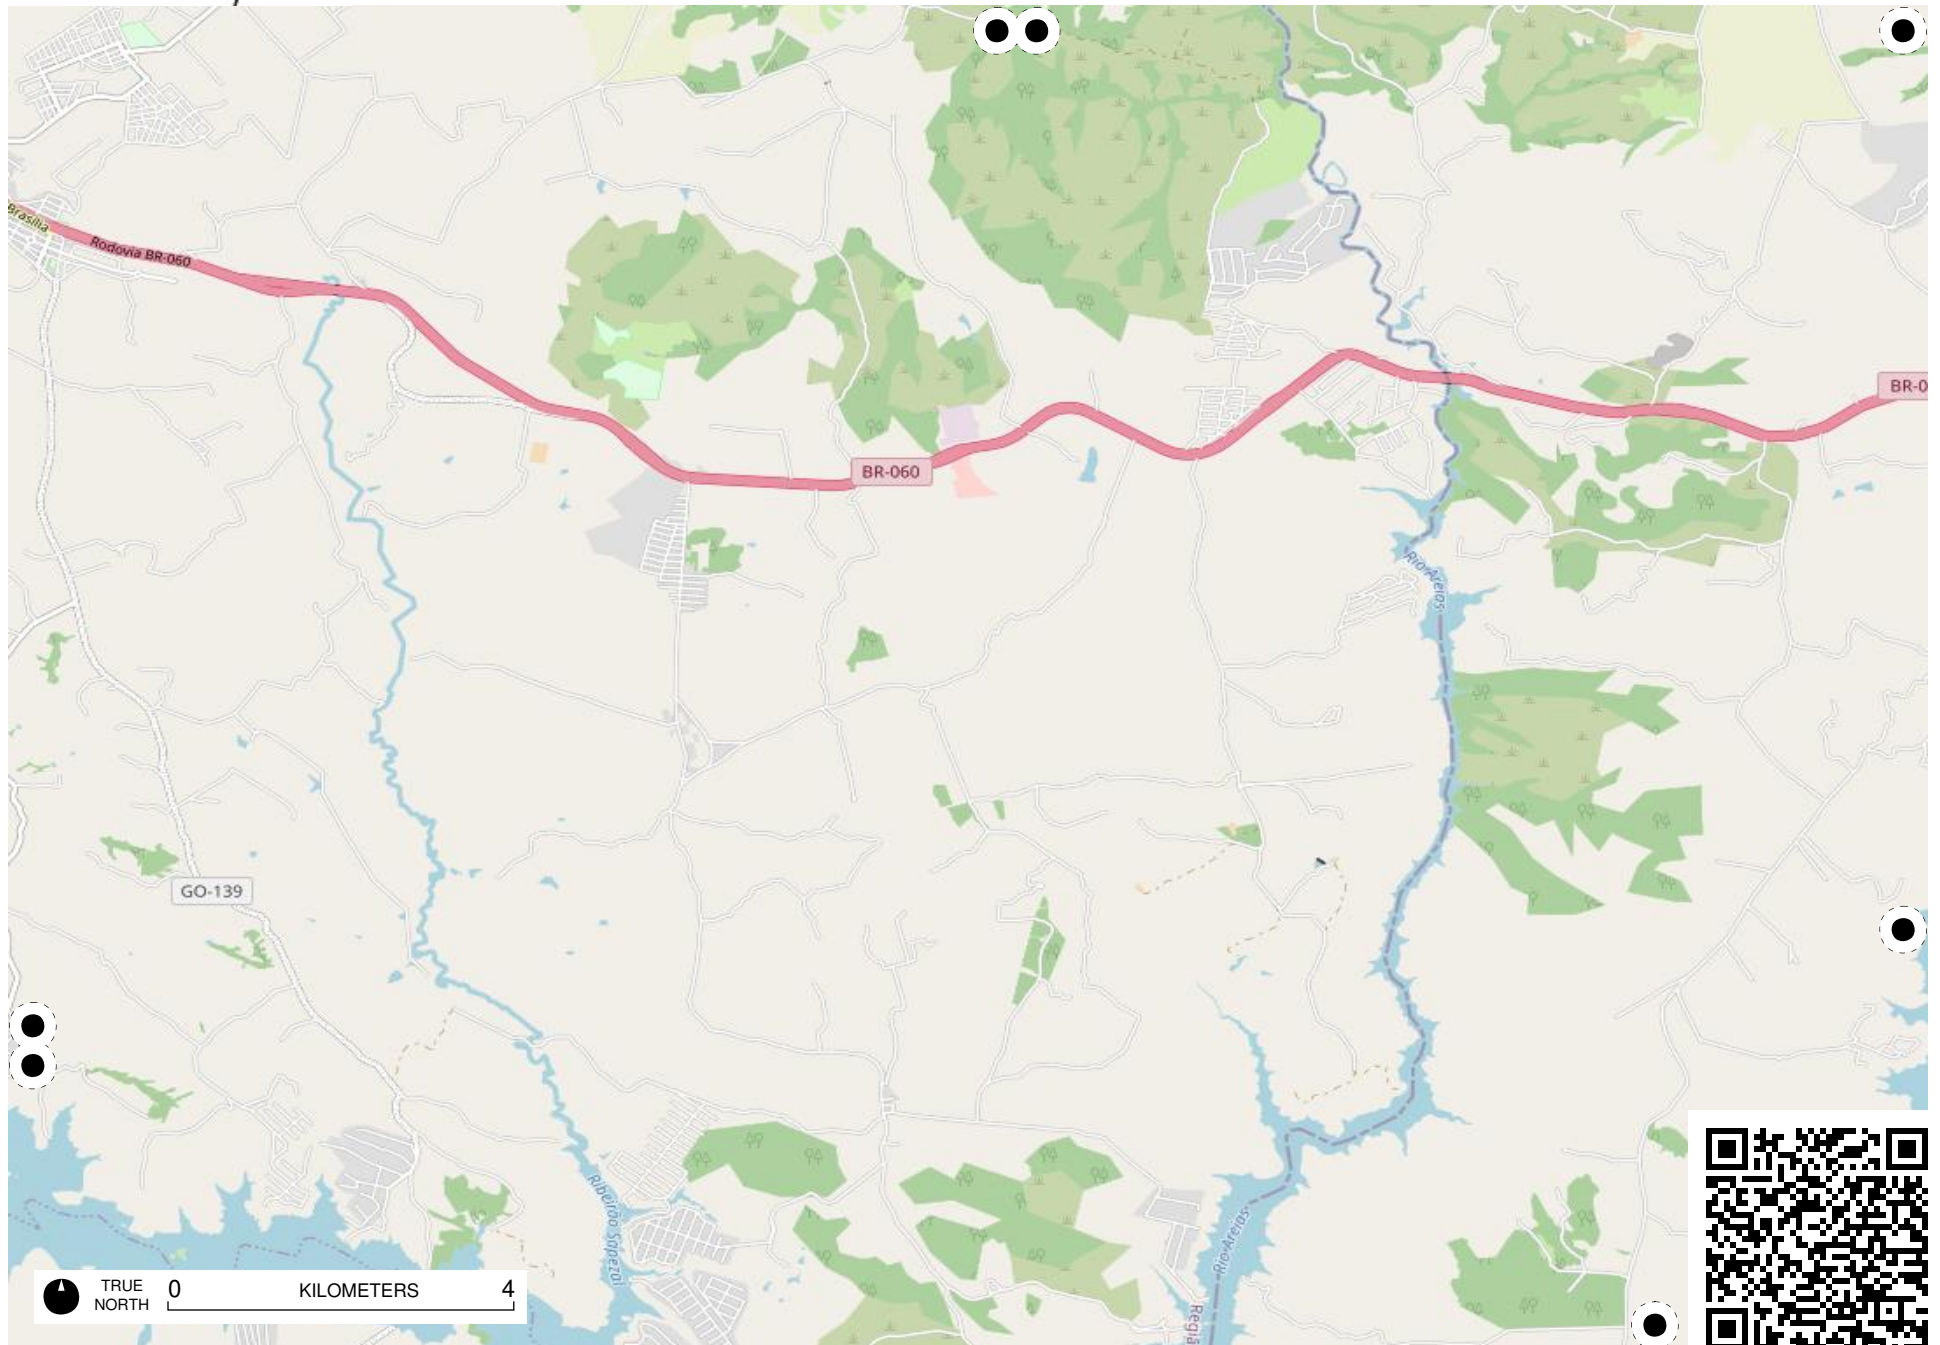 Brasília
Rodovia BR-060
BR-0
BR-060
Rio Areias
GO-139
Ribeirão Sapezal
Rio Areias
Regiã
TRUE
NORTH
0 KILOMETERS 4